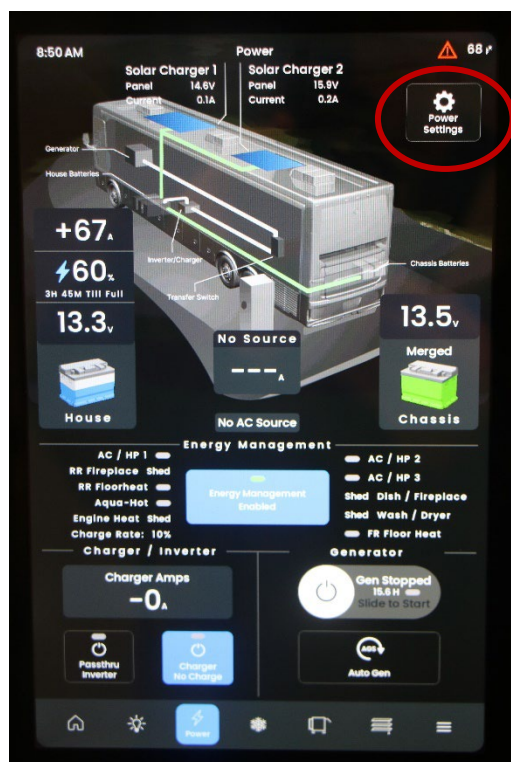 8:50 AM
Power
68
Solar Charger 1
Panel 14.6V
Current 0.1A
Solar Charger 2
Panel 15.9V
Current 0.2A
Power
Settings
Generator
House Batteries
Inverter/Charger
Transfer Switch
Chassis Batteries
+67A
60%
3H 45M Till Full
13.3V
House
No Source
---A
No AC Source
13.5V
Merged
Chassis
Energy Management
AC / HP 1
RR Fireplace Shed
RR Floorheat
Aqua-Hot
Engine Heat Shed
Charge Rate: 10%
Energy Management
Enabled
AC / HP 2
AC / HP 3
Shed Dish / Fireplace
Shed Wash / Dryer
FR Floor Heat
Charger / Inverter
Charger Amps
-0A
Passthru
Inverter
Charger
No Charge
Generator
Gen Stopped
15.6 H
Slide to Start
AGS
Auto Gen
Power